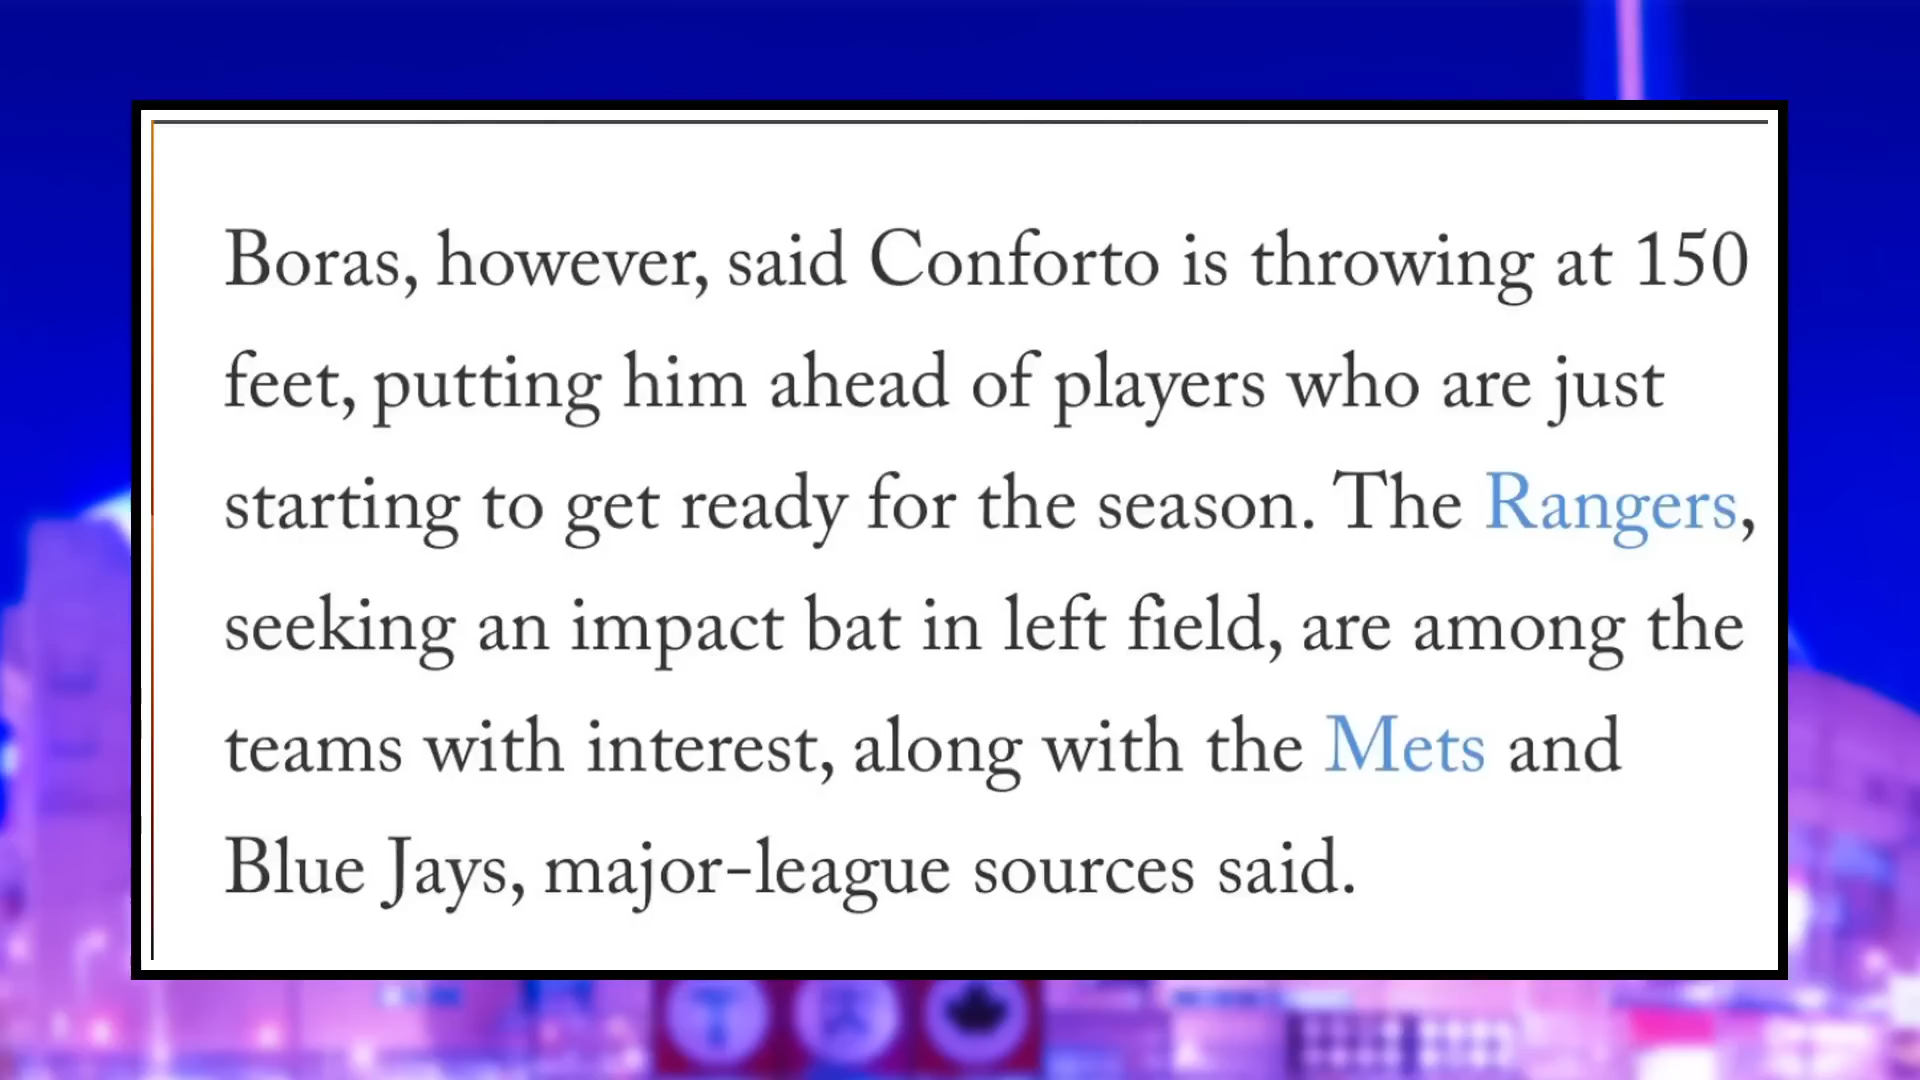 Boras, however, said Conforto is throwing at 150
feet, putting him ahead of players who are just
starting to get ready for the season. The Rangers,
seeking an impact bat in left field, are among the
teams with interest, along with the Mets and
Blue Jays, major-league sources said.